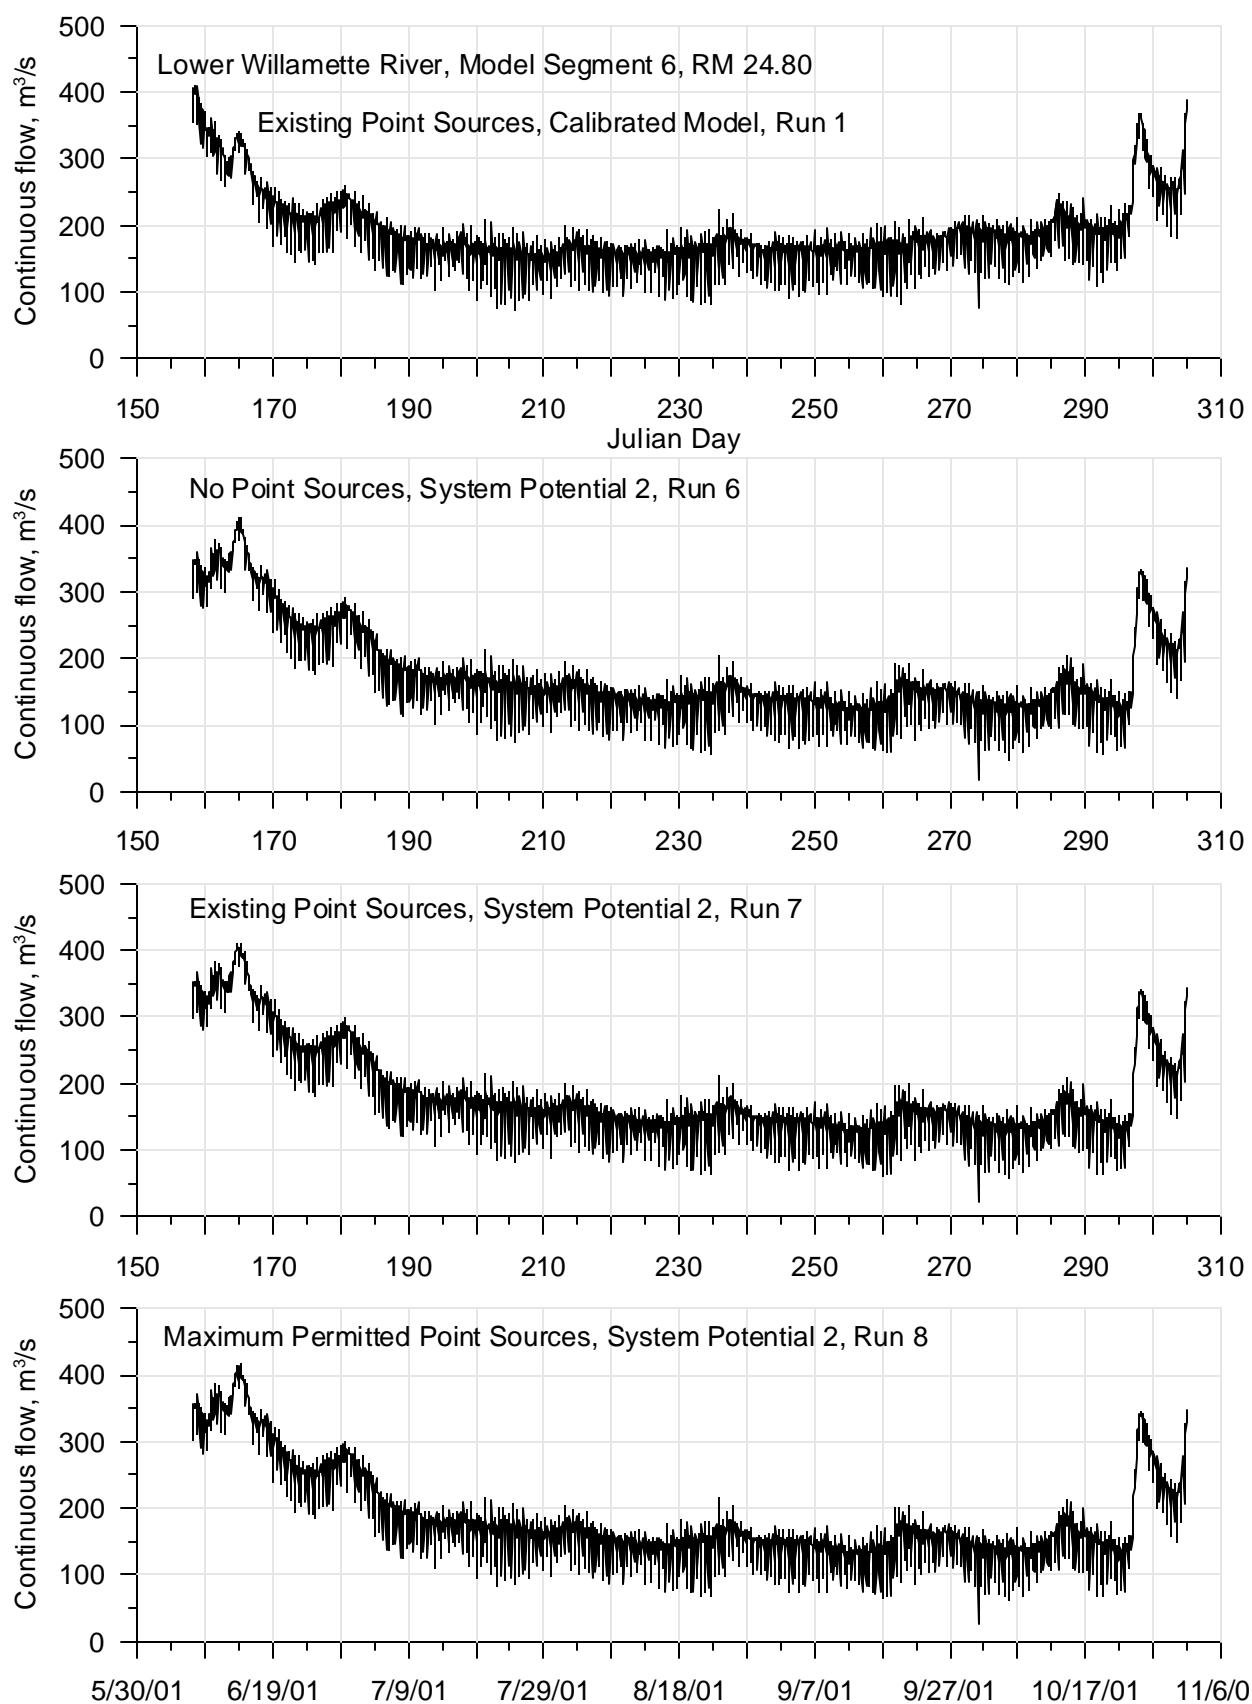 500
Lower Willamette River, Model Segment 6, RM 24.80
400
Existing Point Sources, Calibrated Model, Run 1
300
200
100
0
Continuous flow, m³/s
150 170 190 210 230 250 270 290 310
Julian Day
500
No Point Sources, System Potential 2, Run 6
400
300
200
100
0
Continuous flow, m³/s
150 170 190 210 230 250 270 290 310
500
Existing Point Sources, System Potential 2, Run 7
400
300
200
100
0
Continuous flow, m³/s
150 170 190 210 230 250 270 290 310
500
Maximum Permitted Point Sources, System Potential 2, Run 8
400
300
200
100
0
Continuous flow, m³/s
5/30/01 6/19/01 7/9/01 7/29/01 8/18/01 9/7/01 9/27/01 10/17/01 11/6/0